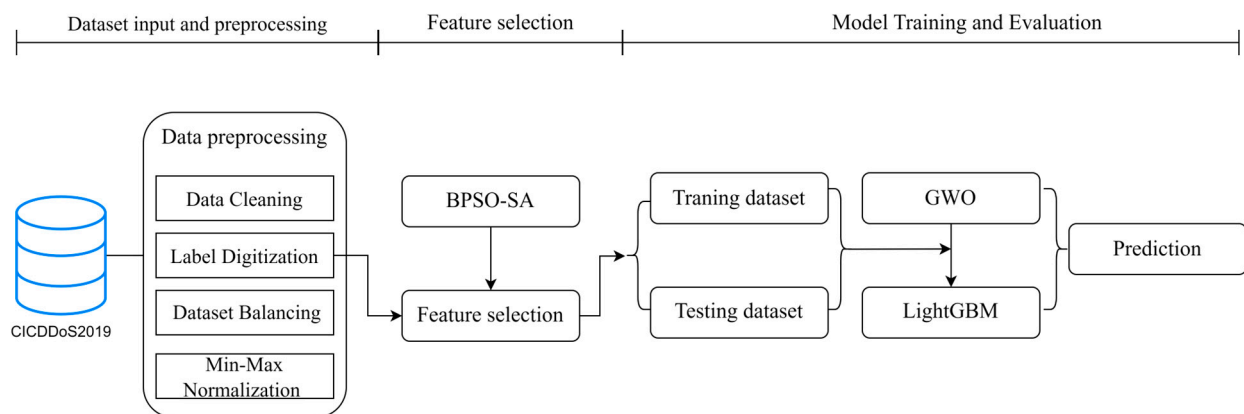 Dataset input and preprocessing
Feature selection
Model Training and Evaluation
Data preprocessing
Data Cleaning
Label Digitization
Dataset Balancing
Min-Max
Normalization
CICDDoS2019
BPSO-SA
Feature selection
Traning dataset
Testing dataset
GWO
LightGBM
Prediction